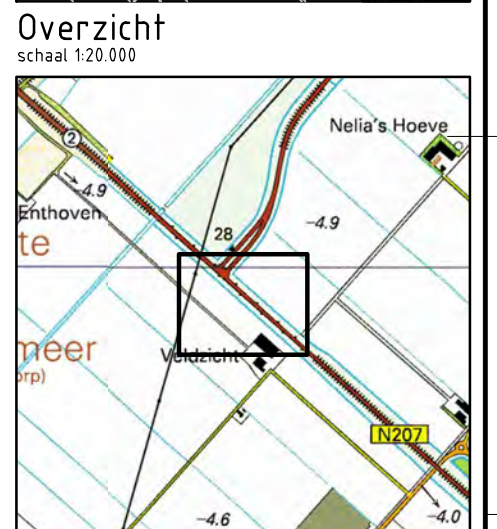 Overzicht
schaal 1:20.000
Nelia's Hoeve
2
-4.9
Enthoven
te
28
-4.9
meer
orp)
Veldzicht
N207
-4.6
-4.0